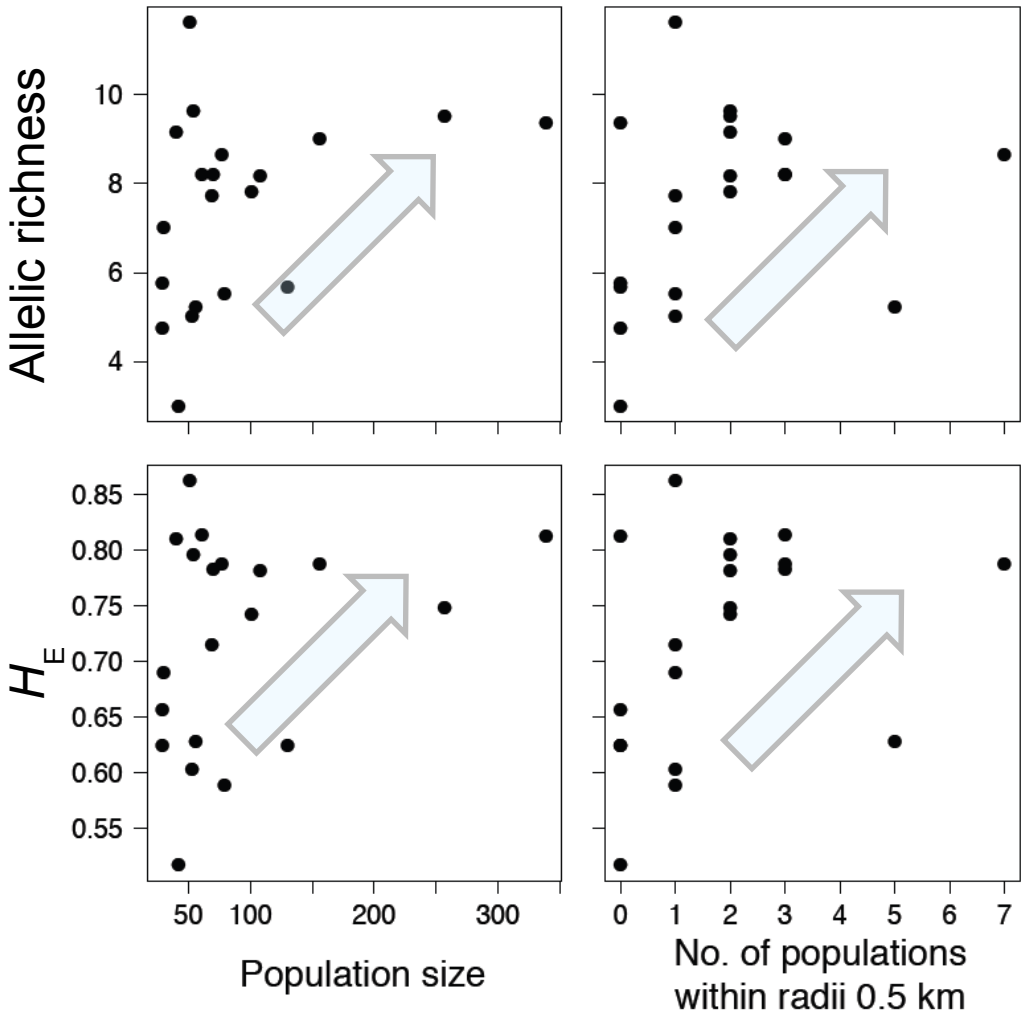 Allelic richness
10
8
6
4
H_E
0.85
0.80
0.75
0.70
0.65
0.60
0.55
50 100 200 300
0 1 2 3 4 5 6 7
Population size
No. of populations
within radii 0.5 km